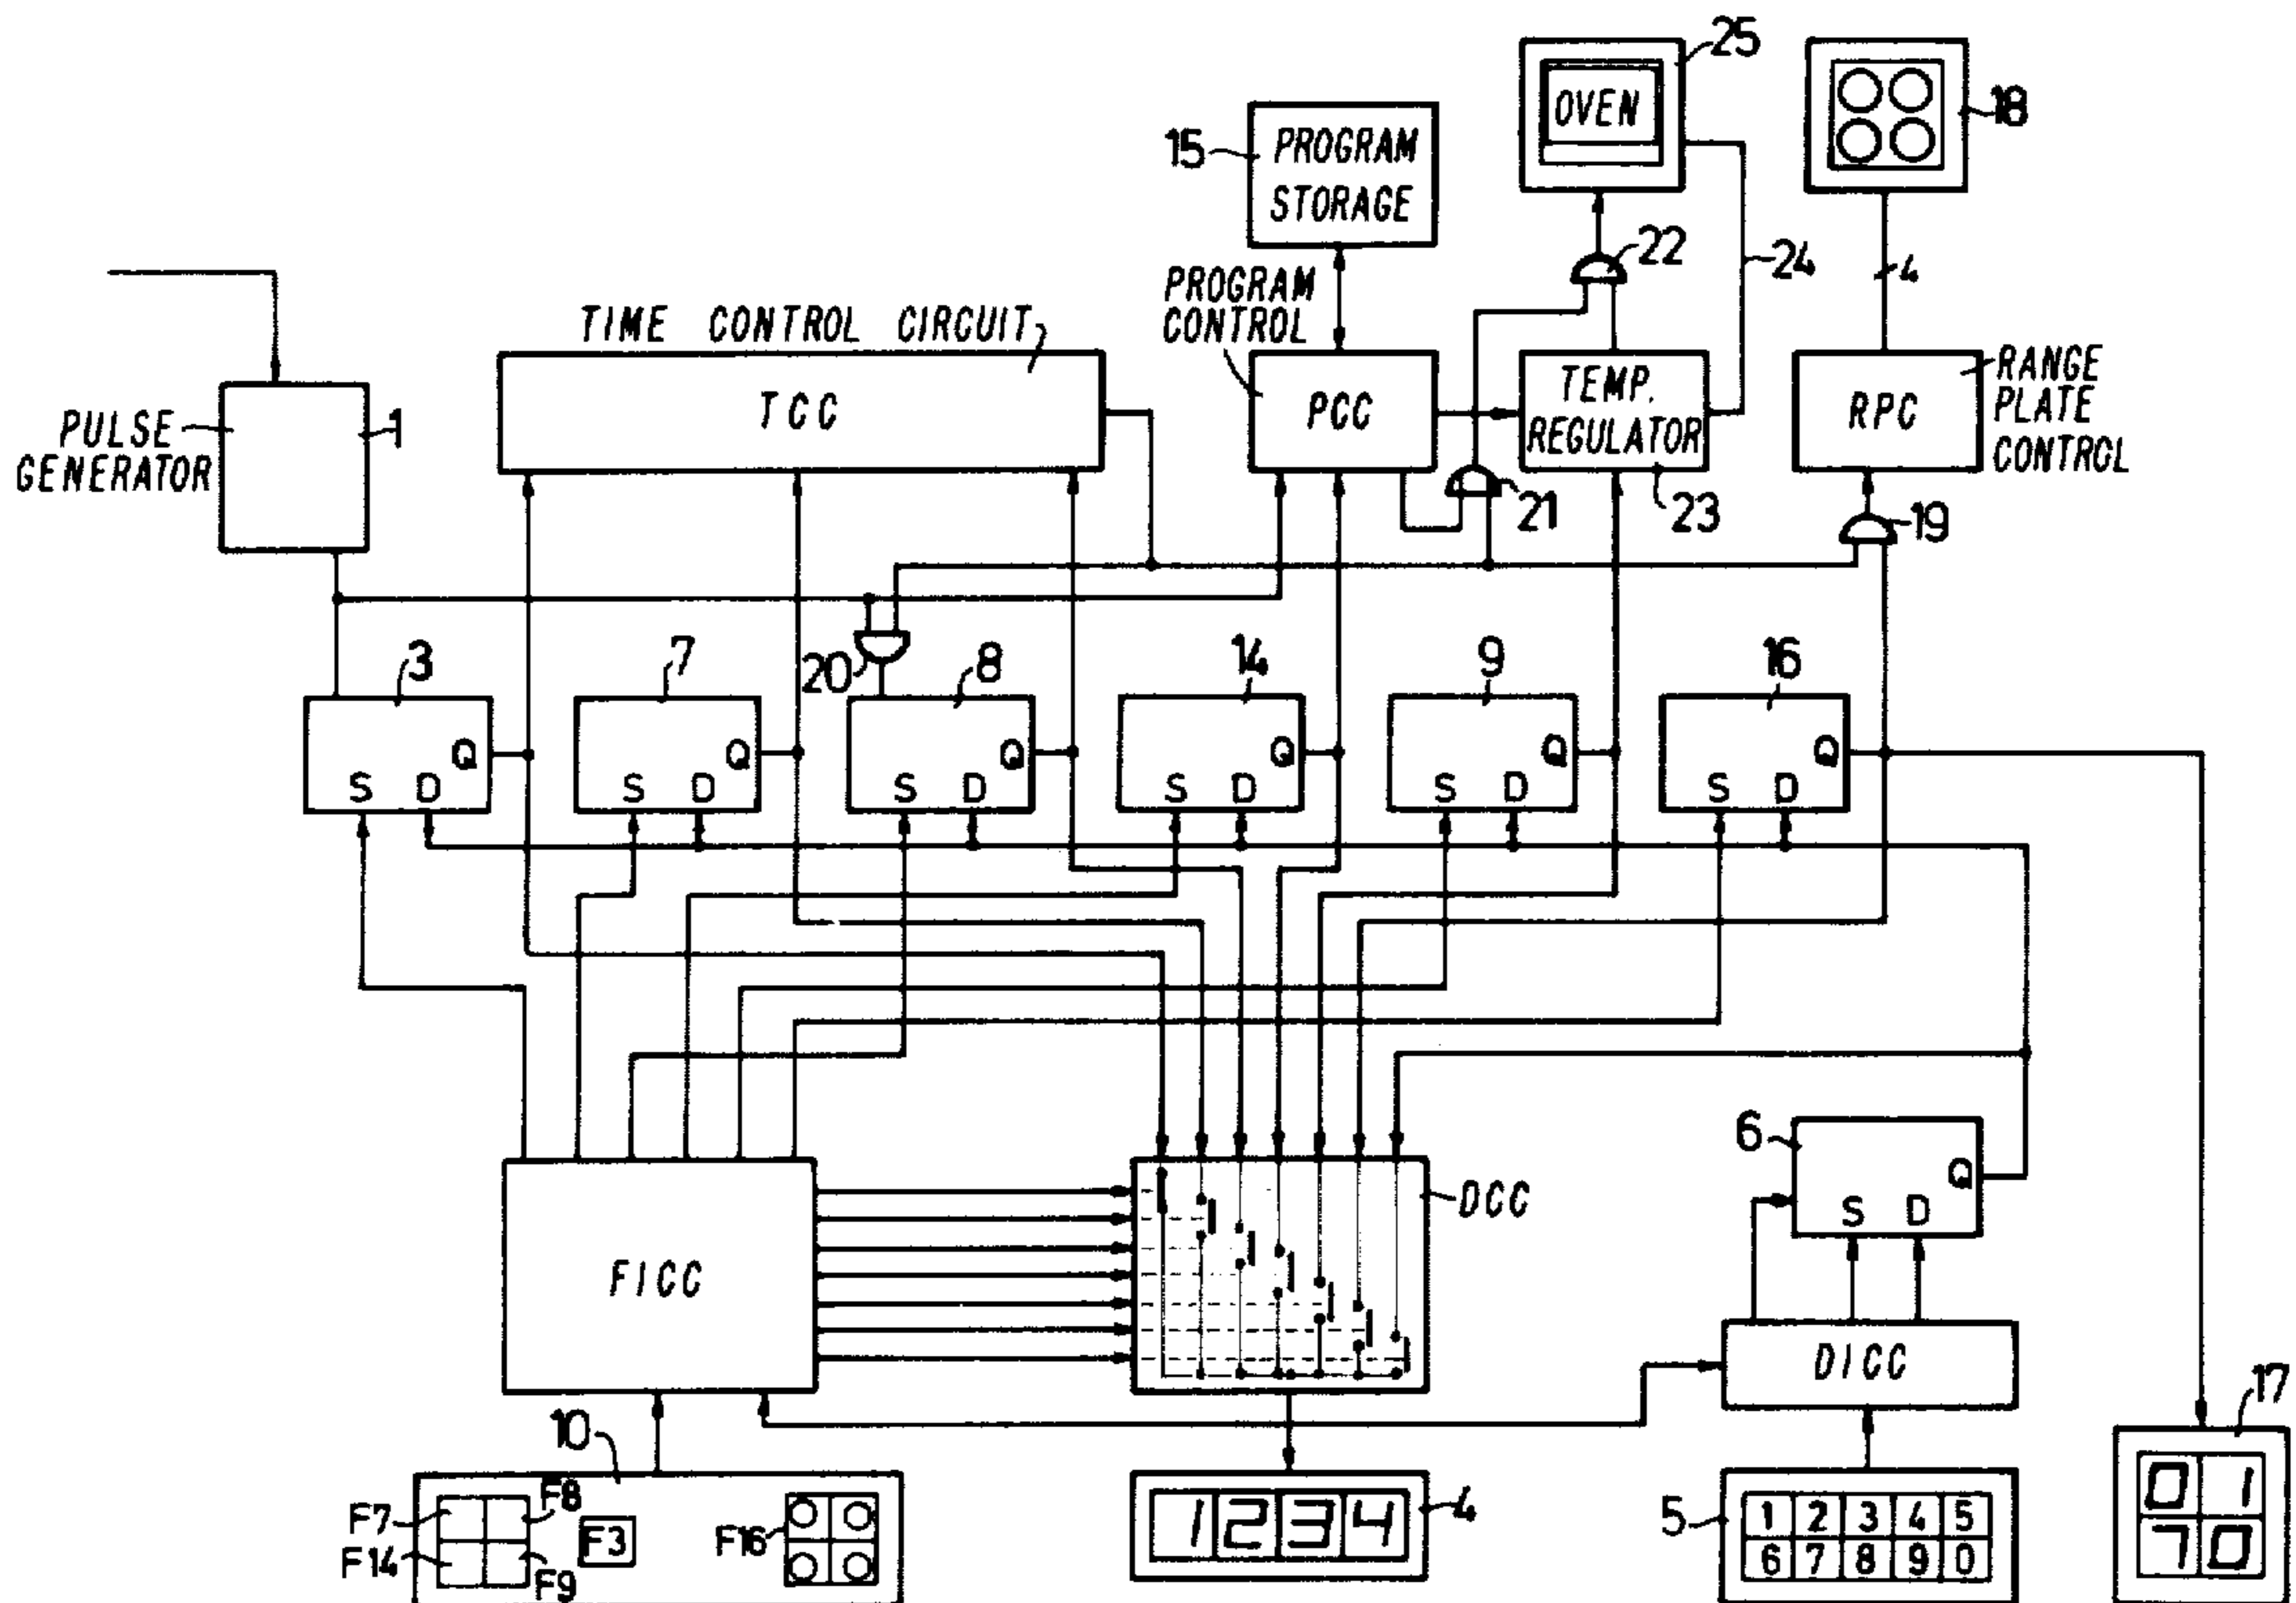 25
OVEN
18
15
PROGRAM
STORAGE
22
24
4
PROGRAM
CONTROL
TIME CONTROL CIRCUIT
PULSE
GENERATOR
1
TCC
PCC
TEMP.
REGULATOR
RPC
RANGE
PLATE
CONTROL
21
23
19
20
3
7
8
14
9
16
S D Q
S D Q
S D Q
S D Q
S D Q
S D Q
6
S D Q
FICC
DCC
DICC
10
F7
F8
F14
F9
F3
F16
1234
4
5
1 2 3 4 5
6 7 8 9 0
17
0 1
7 0